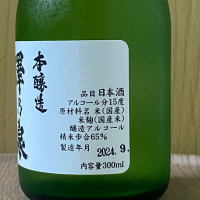 本醸造
品目 日本酒
アルコール分15度
原材料名 米(国産)
米麹(国産米)
醸造アルコール
精米歩合65%
製造年月
2024. 9.
内容量300ml